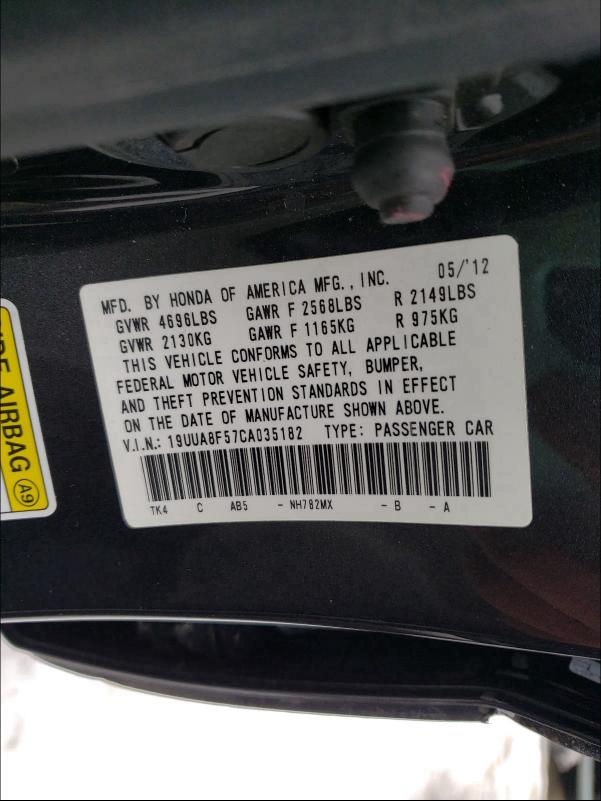 MFD. BY HONDA OF AMERICA MFG., INC. 05/'12
GVWR 4696LBS GAWR F 2568LBS R 2149LBS
GVWR 2130KG GAWR F 1165KG R 975KG
THIS VEHICLE CONFORMS TO ALL APPLICABLE
FEDERAL MOTOR VEHICLE SAFETY, BUMPER,
AND THEFT PREVENTION STANDARDS IN EFFECT
ON THE DATE OF MANUFACTURE SHOWN ABOVE.
V.I.N.: 19UUA8F57CA035182 TYPE: PASSENGER CAR
TK4 C AB5 - NH782MX - B - A
AIRBAG A9